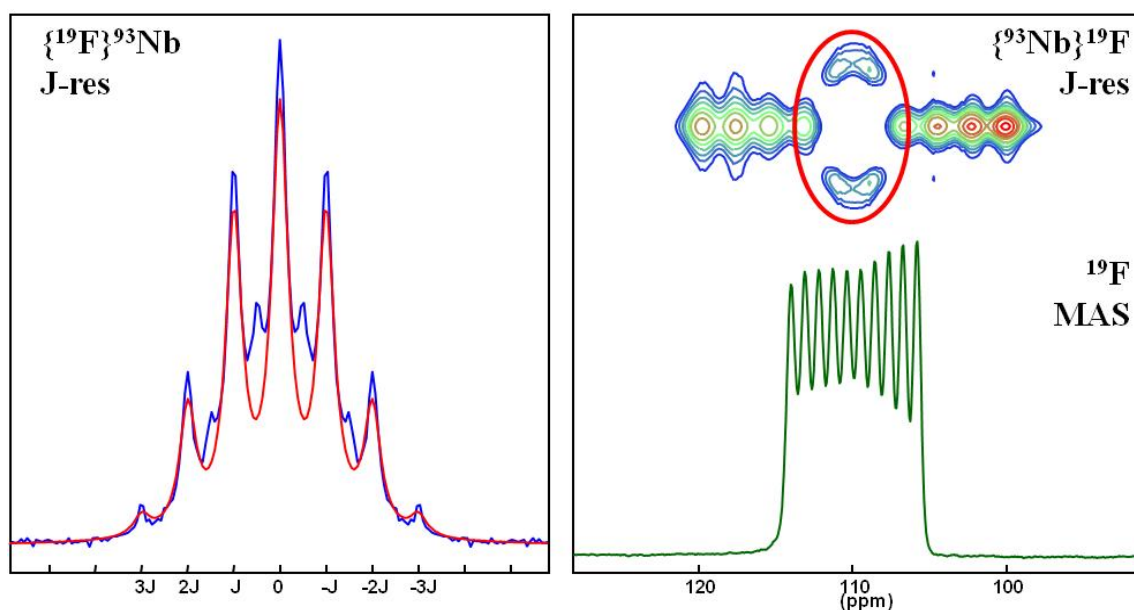 {¹⁹F}⁹³Nb
J-res
3J 2J J 0 -J -2J -3J
{⁹³Nb}¹⁹F
J-res
¹⁹F
MAS
120 110 100
(ppm)